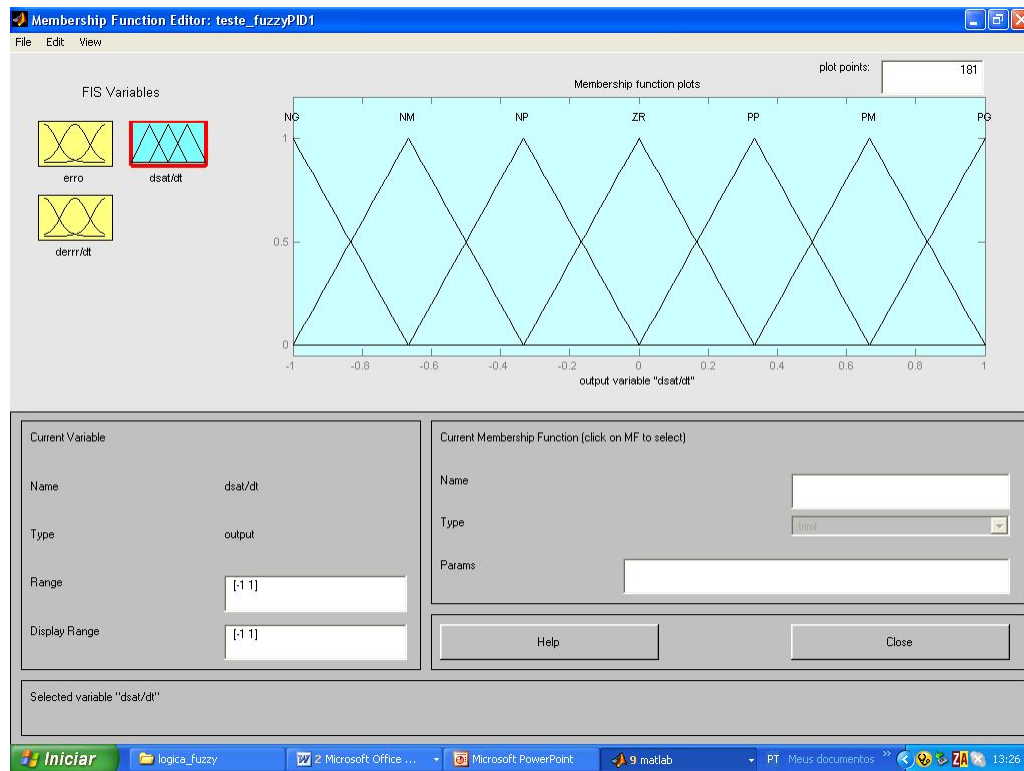 Membership Function Editor: teste_fuzzyPID1
File Edit View
plot points: 181
FIS Variables
Membership function plots
NG NM NP ZR PP PM PG
1
0.5
0
-1 -0.8 -0.6 -0.4 -0.2 0 0.2 0.4 0.6 0.8 1
output variable "dsat/dt"
erro
dsat/dt
derrr/dt
Current Variable
Name dsat/dt
Type output
Range [-1 1]
Display Range [-1 1]
Current Membership Function (click on MF to select)
Name
Type trimf
Params
Help Close
Selected variable "dsat/dt"
Iniciar logica_fuzzy 2 Microsoft Office ... Microsoft PowerPoint 9 matlab PT Meus documentos » ZA 13:26